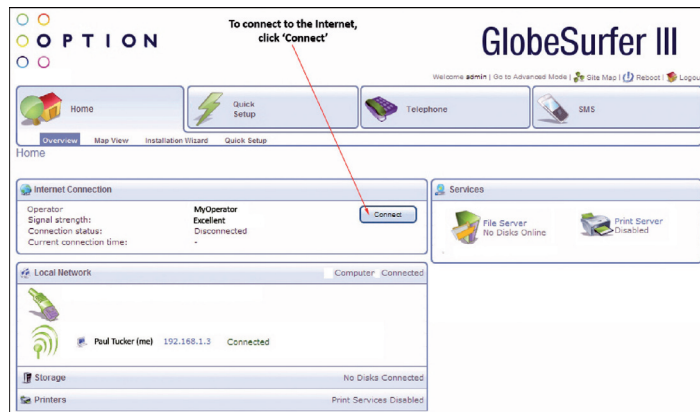 OPTION
To connect to the Internet,
click 'Connect'
GlobeSurfer III
Welcome admin | Go to Advanced Mode | Site Map | Reboot | Logou
Home
Quick
Setup
Telephone
SMS
Overview Map View Installation Wizard Quick Setup
Home
Internet Connection
Operator MyOperator
Signal strength: Excellent
Connection status: Disconnected
Current connection time: -
Connect
Services
File Server
No Disks Online
Print Server
Disabled
Local Network Computer Connected
Paul Tucker (me) 192.168.1.3 Connected
Storage No Disks Connected
Printers Print Services Disabled